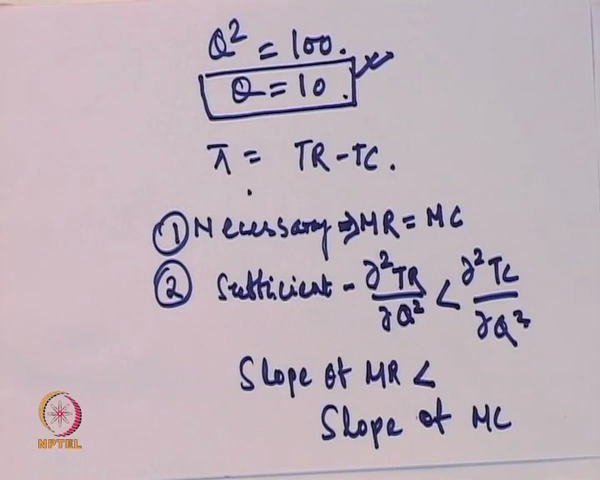 Q² = 100.
Q = 10.
π = TR - TC.
① Necessary ⇒ MR = MC
② Sufficient - ∂²TR/∂Q² < ∂²TC/∂Q²
Slope of MR <
Slope of MC
NPTEL